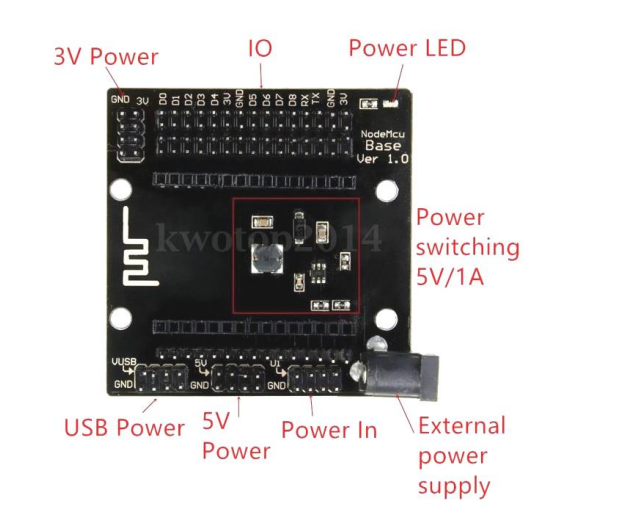 3V Power
IO
Power LED
GND 3V
D0 D1 D2 D3 D4 3V GND D5 D6 D7 D8 RX TX GND 3V
NodeMcu
Base
Ver 1.0
kwotop2014
Power
switching
5V/1A
VUSB
GND
5V
GND
V1
GND
USB Power
5V
Power
Power In
External
power
supply